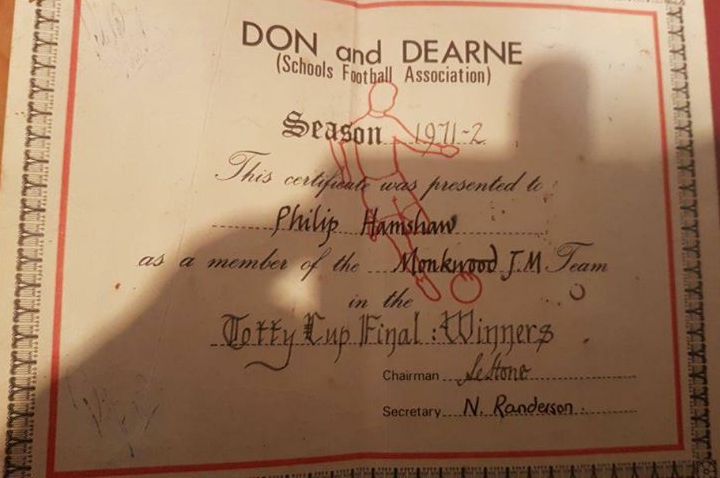 DON and DEARNE
(Schools Football Association)
Season 1971-2
This certificate was presented to
Philip Hamshaw
as a member of the Monkwood J.M Team
in the
Totty Cup Final : Winners
Chairman
Secretary N. Randerson.